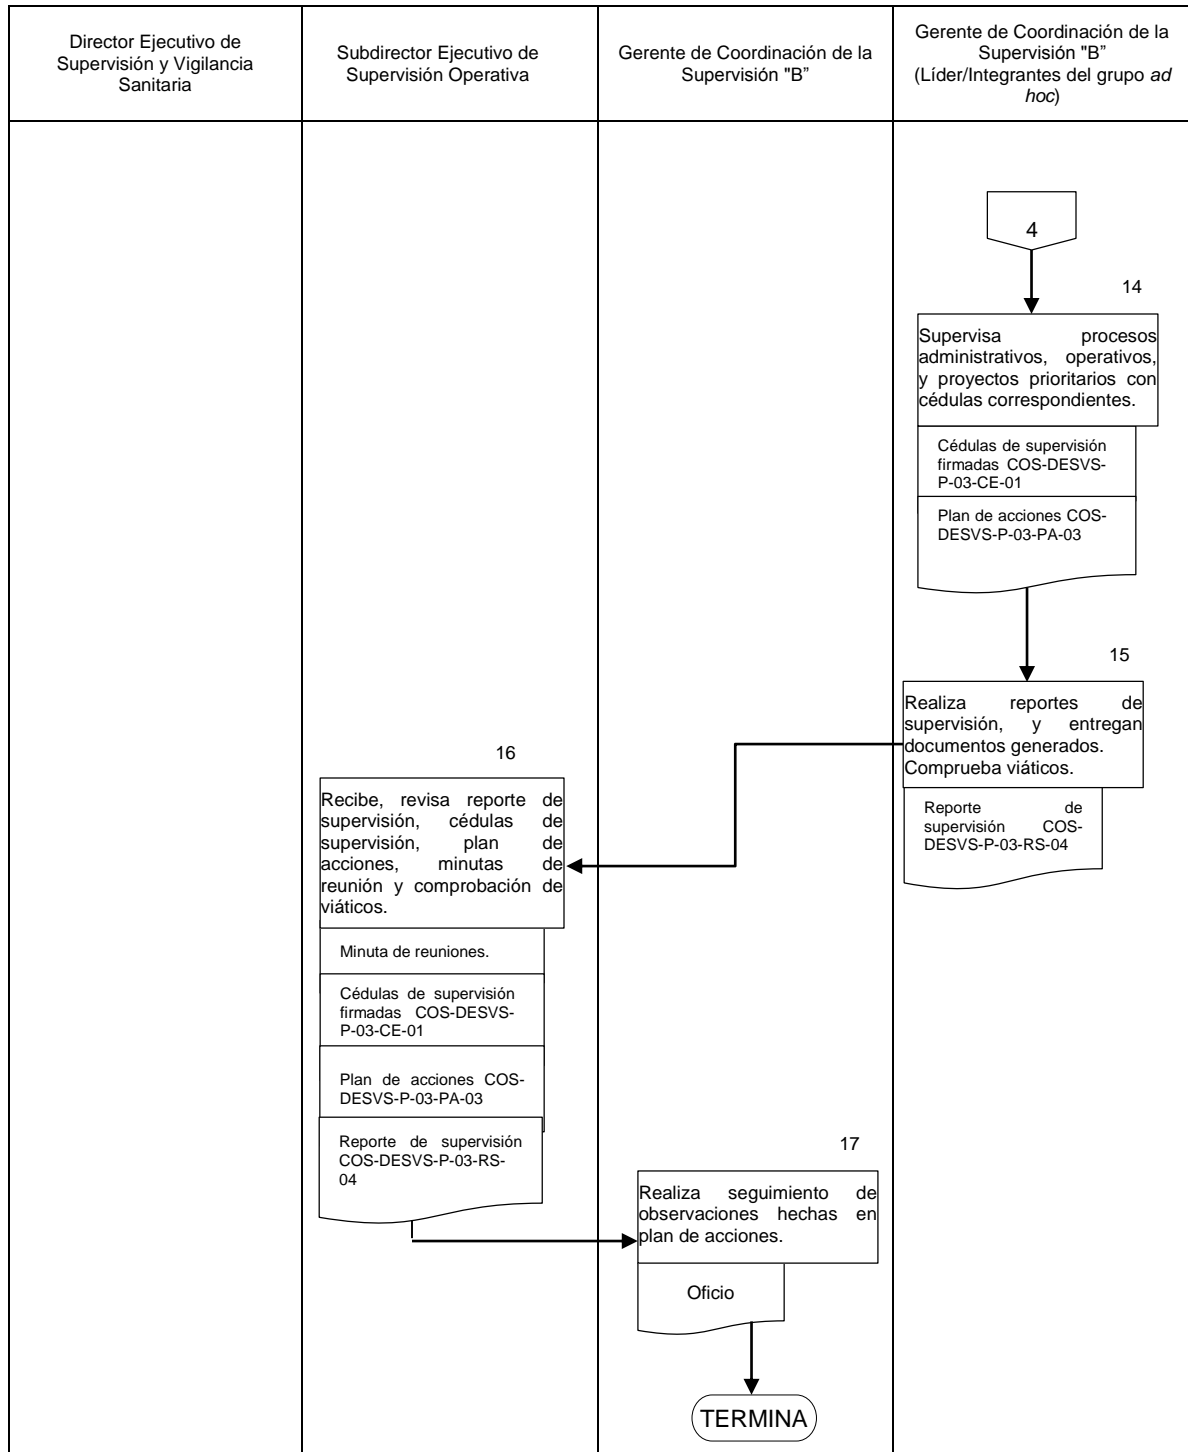 Director Ejecutivo de
Supervisión y Vigilancia
Sanitaria
Subdirector Ejecutivo de
Supervisión Operativa
Gerente de Coordinación de la
Supervisión "B”
Gerente de Coordinación de la
Supervisión "B”
(Líder/Integrantes del grupo ad
hoc)
4
14
Supervisa procesos
administrativos, operativos,
y proyectos prioritarios con
cédulas correspondientes.
Cédulas de supervisión
firmadas COS-DESVS-
P-03-CE-01
Plan de acciones COS-
DESVS-P-03-PA-03
15
Realiza reportes de
supervisión, y entregan
documentos generados.
Comprueba viáticos.
Reporte de
supervisión COS-
DESVS-P-03-RS-04
16
Recibe, revisa reporte de
supervisión, cédulas de
supervisión, plan de
acciones, minutas de
reunión y comprobación de
viáticos.
Minuta de reuniones.
Cédulas de supervisión
firmadas COS-DESVS-
P-03-CE-01
Plan de acciones COS-
DESVS-P-03-PA-03
Reporte de supervisión
COS-DESVS-P-03-RS-
04
17
Realiza seguimiento de
observaciones hechas en
plan de acciones.
Oficio
TERMINA